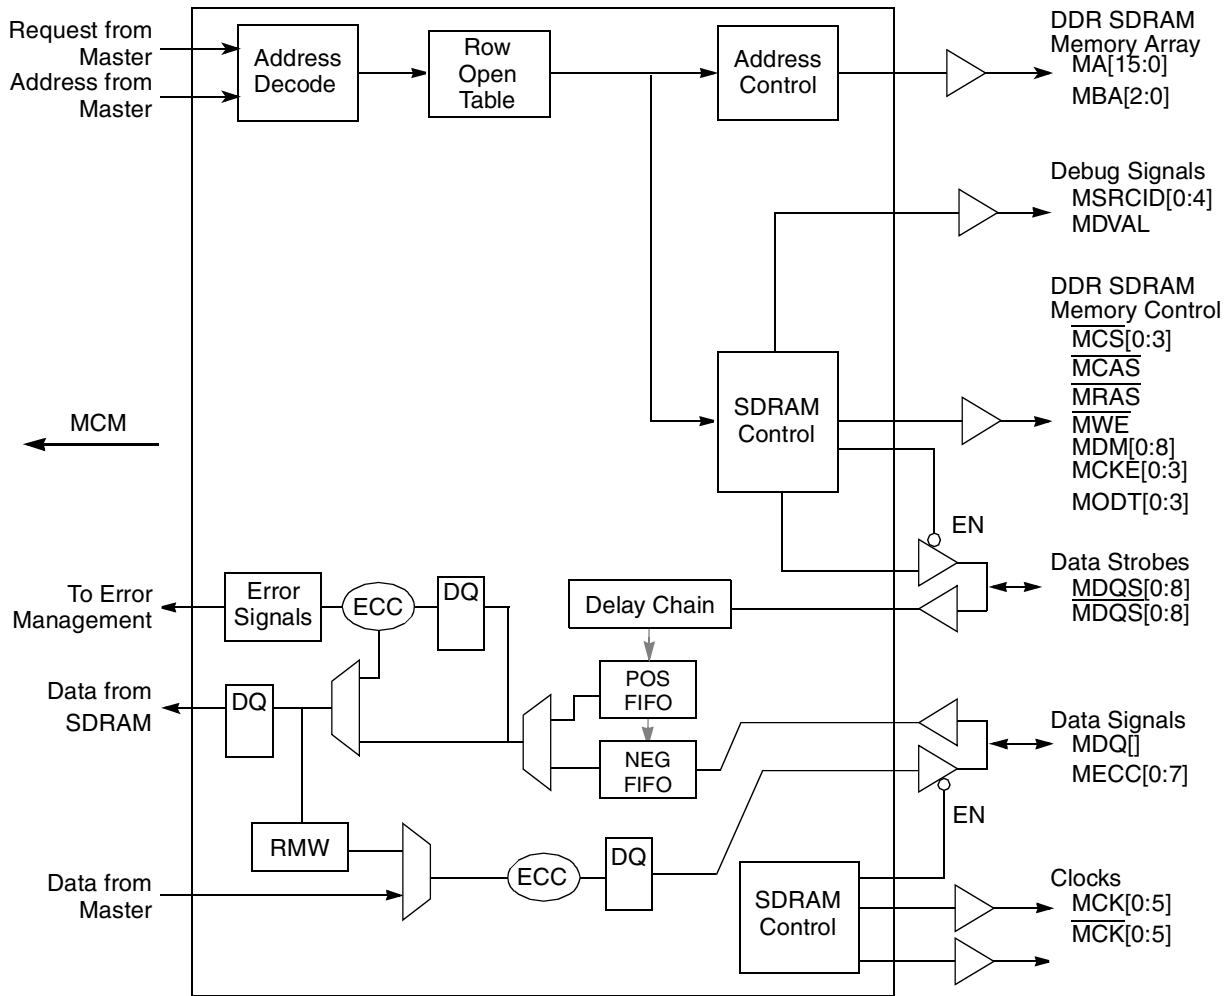 Request from
Master
Address from
Master
Address
Decode
Row
Open
Table
Address
Control
DDR SDRAM
Memory Array
MA[15:0]
MBA[2:0]
Debug Signals
MSRCID[0:4]
MDVAL
DDR SDRAM
Memory Control
MCS[0:3]
MCAS
MRAS
MWE
MDM[0:8]
MCKE[0:3]
MODT[0:3]
SDRAM
Control
MCM
EN
Data Strobes
MDQS[0:8]
MDQS[0:8]
To Error
Management
Error
Signals
ECC
DQ
Delay Chain
POS
FIFO
NEG
FIFO
Data from
SDRAM
DQ
Data Signals
MDQ[]
MECC[0:7]
EN
RMW
ECC
DQ
Data from
Master
SDRAM
Control
Clocks
MCK[0:5]
MCK[0:5]